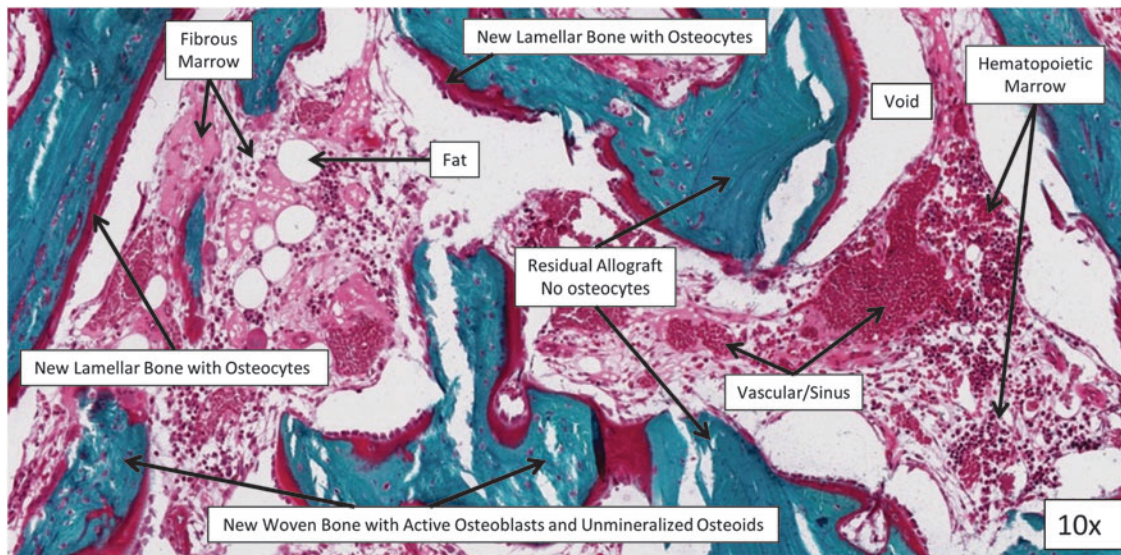 Fibrous
Marrow
New Lamellar Bone with Osteocytes
Hematopoietic
Marrow
Void
Fat
Residual Allograft
No osteocytes
New Lamellar Bone with Osteocytes
Vascular/Sinus
New Woven Bone with Active Osteoblasts and Unmineralized Osteoids
10x